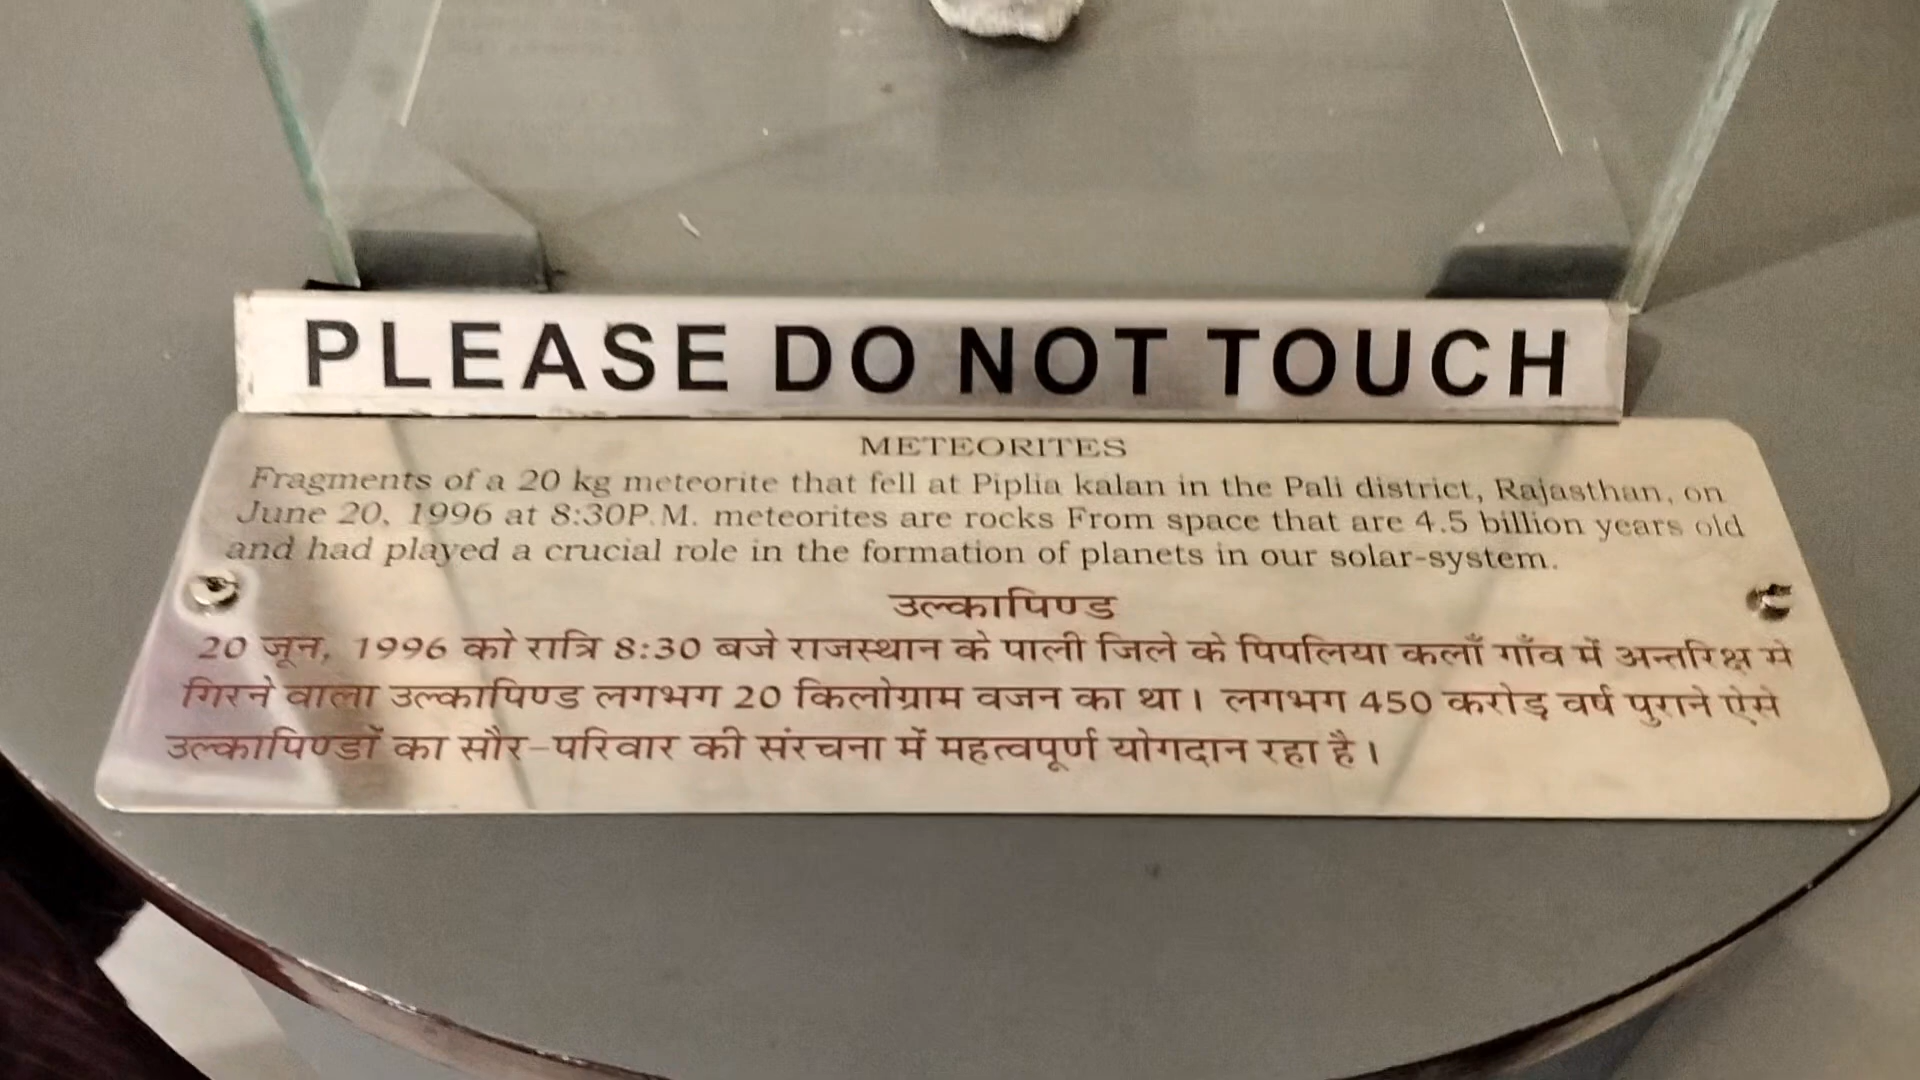 PLEASE DO NOT TOUCH
METEORITES
Fragments of a 20 kg meteorite that fell at Piplia kalan in the Pali district, Rajasthan, on
June 20, 1996 at 8:30P.M. meteorites are rocks From space that are 4.5 billion years old
and had played a crucial role in the formation of planets in our solar-system.
उल्कापिण्ड
20 जून, 1996 को रात्रि 8:30 बजे राजस्थान के पाली जिले के पिपलिया कलाँ गाँव में अन्तरिक्ष से
गिरने वाला उल्कापिण्ड लगभग 20 किलोग्राम वजन का था। लगभग 450 करोड़ वर्ष पुराने ऐसे
उल्कापिण्डों का सौर-परिवार की संरचना में महत्वपूर्ण योगदान रहा है।